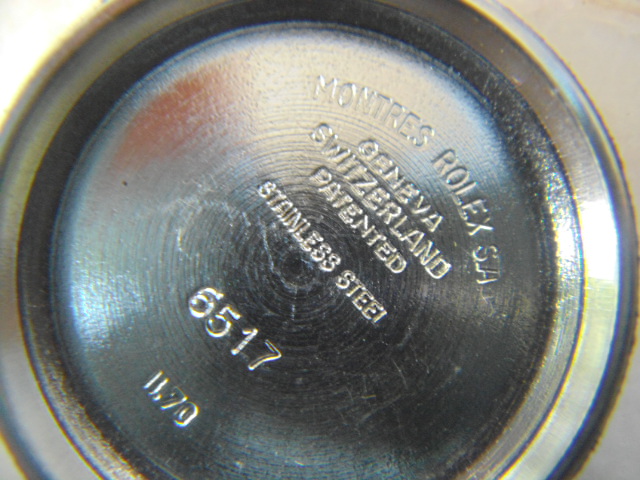 MONTRES ROLEX S.A
GENEVA
SWITZERLAND
PATENTED
STAINLESS STEEL
6517
II.70